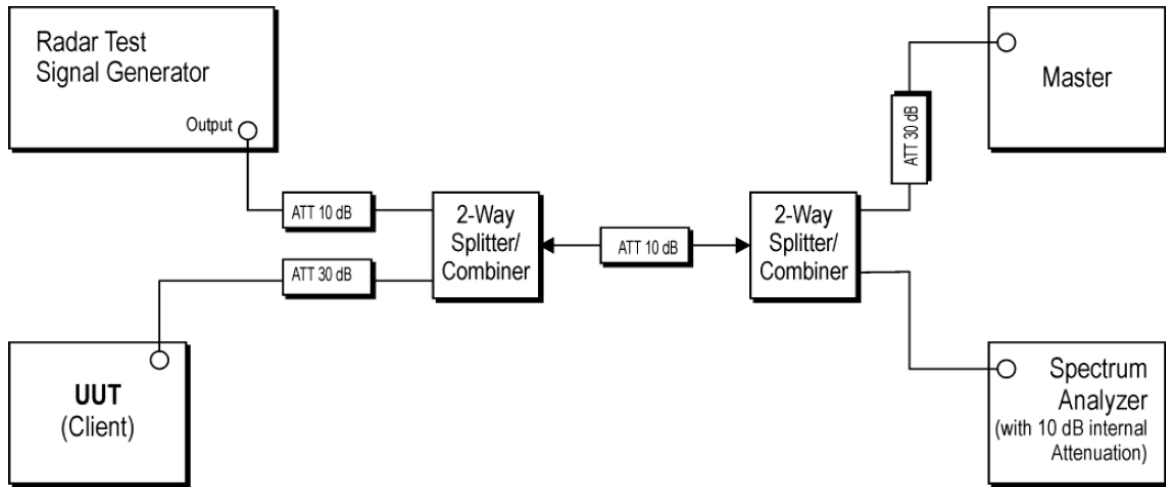 Radar Test
Signal Generator
Output
ATT 10 dB
ATT 30 dB
UUT
(Client)
2-Way
Splitter/
Combiner
ATT 10 dB
2-Way
Splitter/
Combiner
ATT 30 dB
Master
Spectrum
Analyzer
(with 10 dB internal
Attenuation)